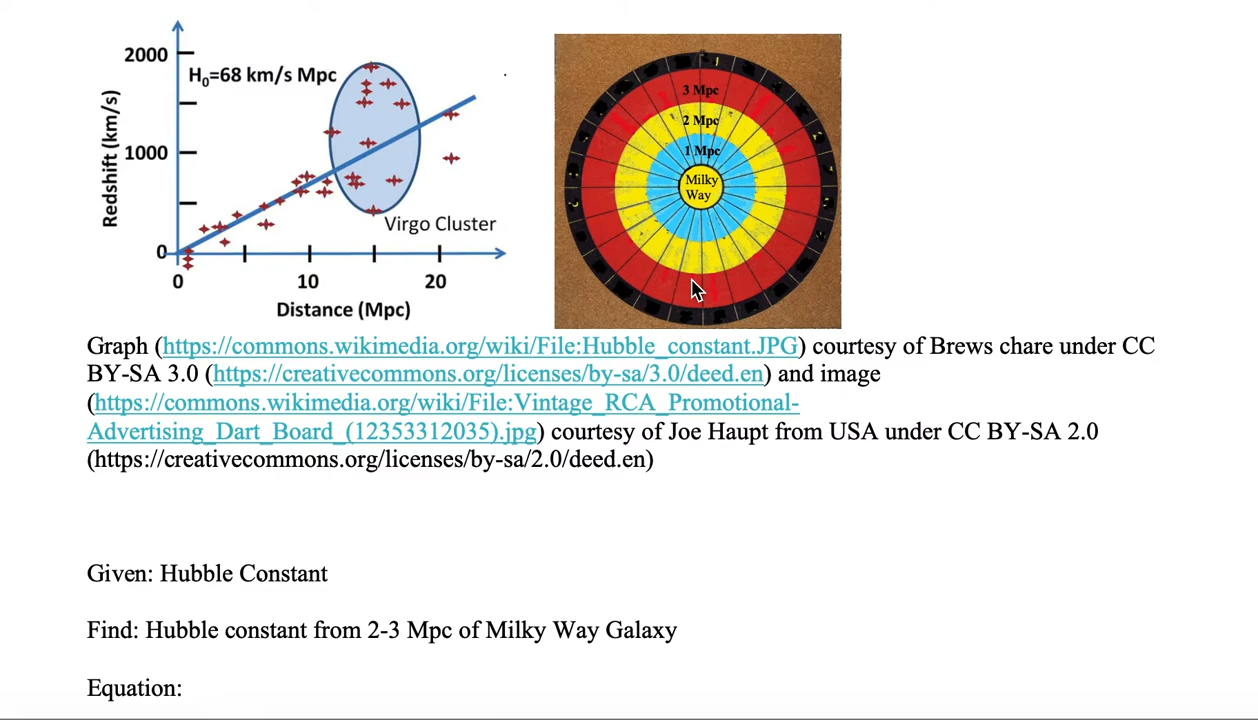 2000
H0=68 km/s Mpc
1000
0
Redshift (km/s)
Virgo Cluster
0 10 20
Distance (Mpc)
3 Mpc
2 Mpc
1 Mpc
Milky
Way
Graph (https://commons.wikimedia.org/wiki/File:Hubble_constant.JPG) courtesy of Brews ohare under CC
BY-SA 3.0 (https://creativecommons.org/licenses/by-sa/3.0/deed.en) and image
(https://commons.wikimedia.org/wiki/File:Vintage_RCA_Promotional-
Advertising_Dart_Board_(12353312035).jpg) courtesy of Joe Haupt from USA under CC BY-SA 2.0
(https://creativecommons.org/licenses/by-sa/2.0/deed.en)
Given: Hubble Constant
Find: Hubble constant from 2-3 Mpc of Milky Way Galaxy
Equation: